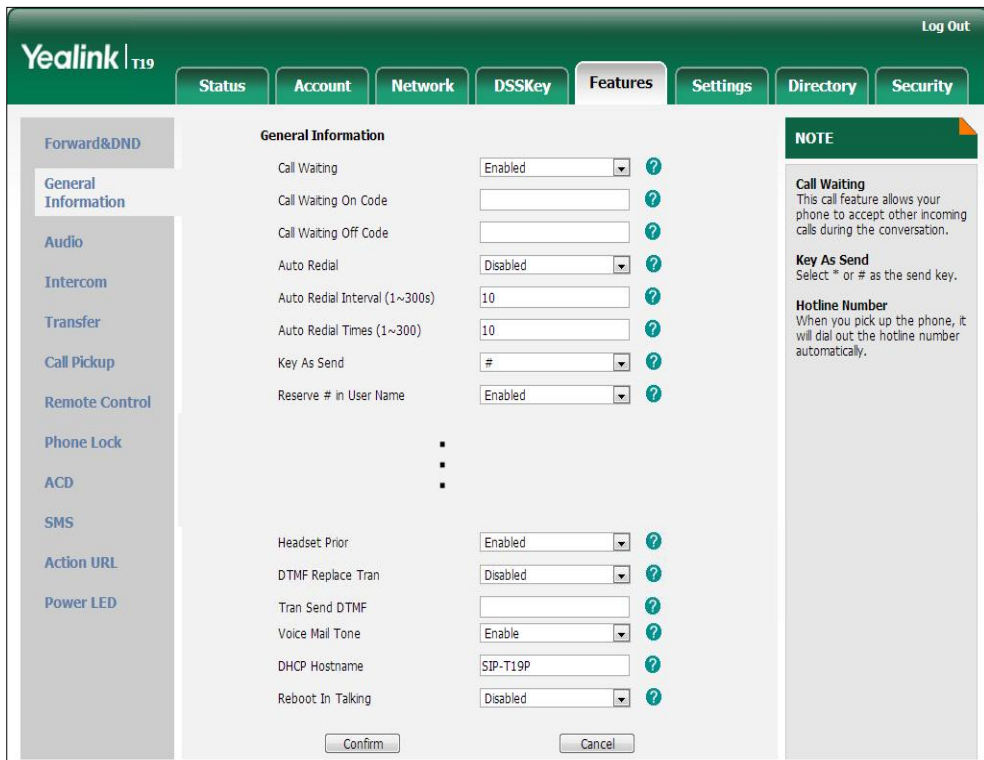 Log Out
Yealink T19
Status Account Network DSSKey Features Settings Directory Security
Forward&DND
General
Information
Audio
Intercom
Transfer
Call Pickup
Remote Control
Phone Lock
ACD
SMS
Action URL
Power LED
General Information
Call Waiting Enabled ?
Call Waiting On Code ?
Call Waiting Off Code ?
Auto Redial Disabled ?
Auto Redial Interval (1~300s) 10 ?
Auto Redial Times (1~300) 10 ?
Key As Send # ?
Reserve # in User Name Enabled ?
Headset Prior Enabled ?
DTMF Replace Tran Disabled ?
Tran Send DTMF ?
Voice Mail Tone Enable ?
DHCP Hostname SIP-T19P ?
Reboot In Talking Disabled ?
Confirm Cancel
NOTE
Call Waiting
This call feature allows your
phone to accept other incoming
calls during the conversation.
Key As Send
Select * or # as the send key.
Hotline Number
When you pick up the phone, it
will dial out the hotline number
automatically.